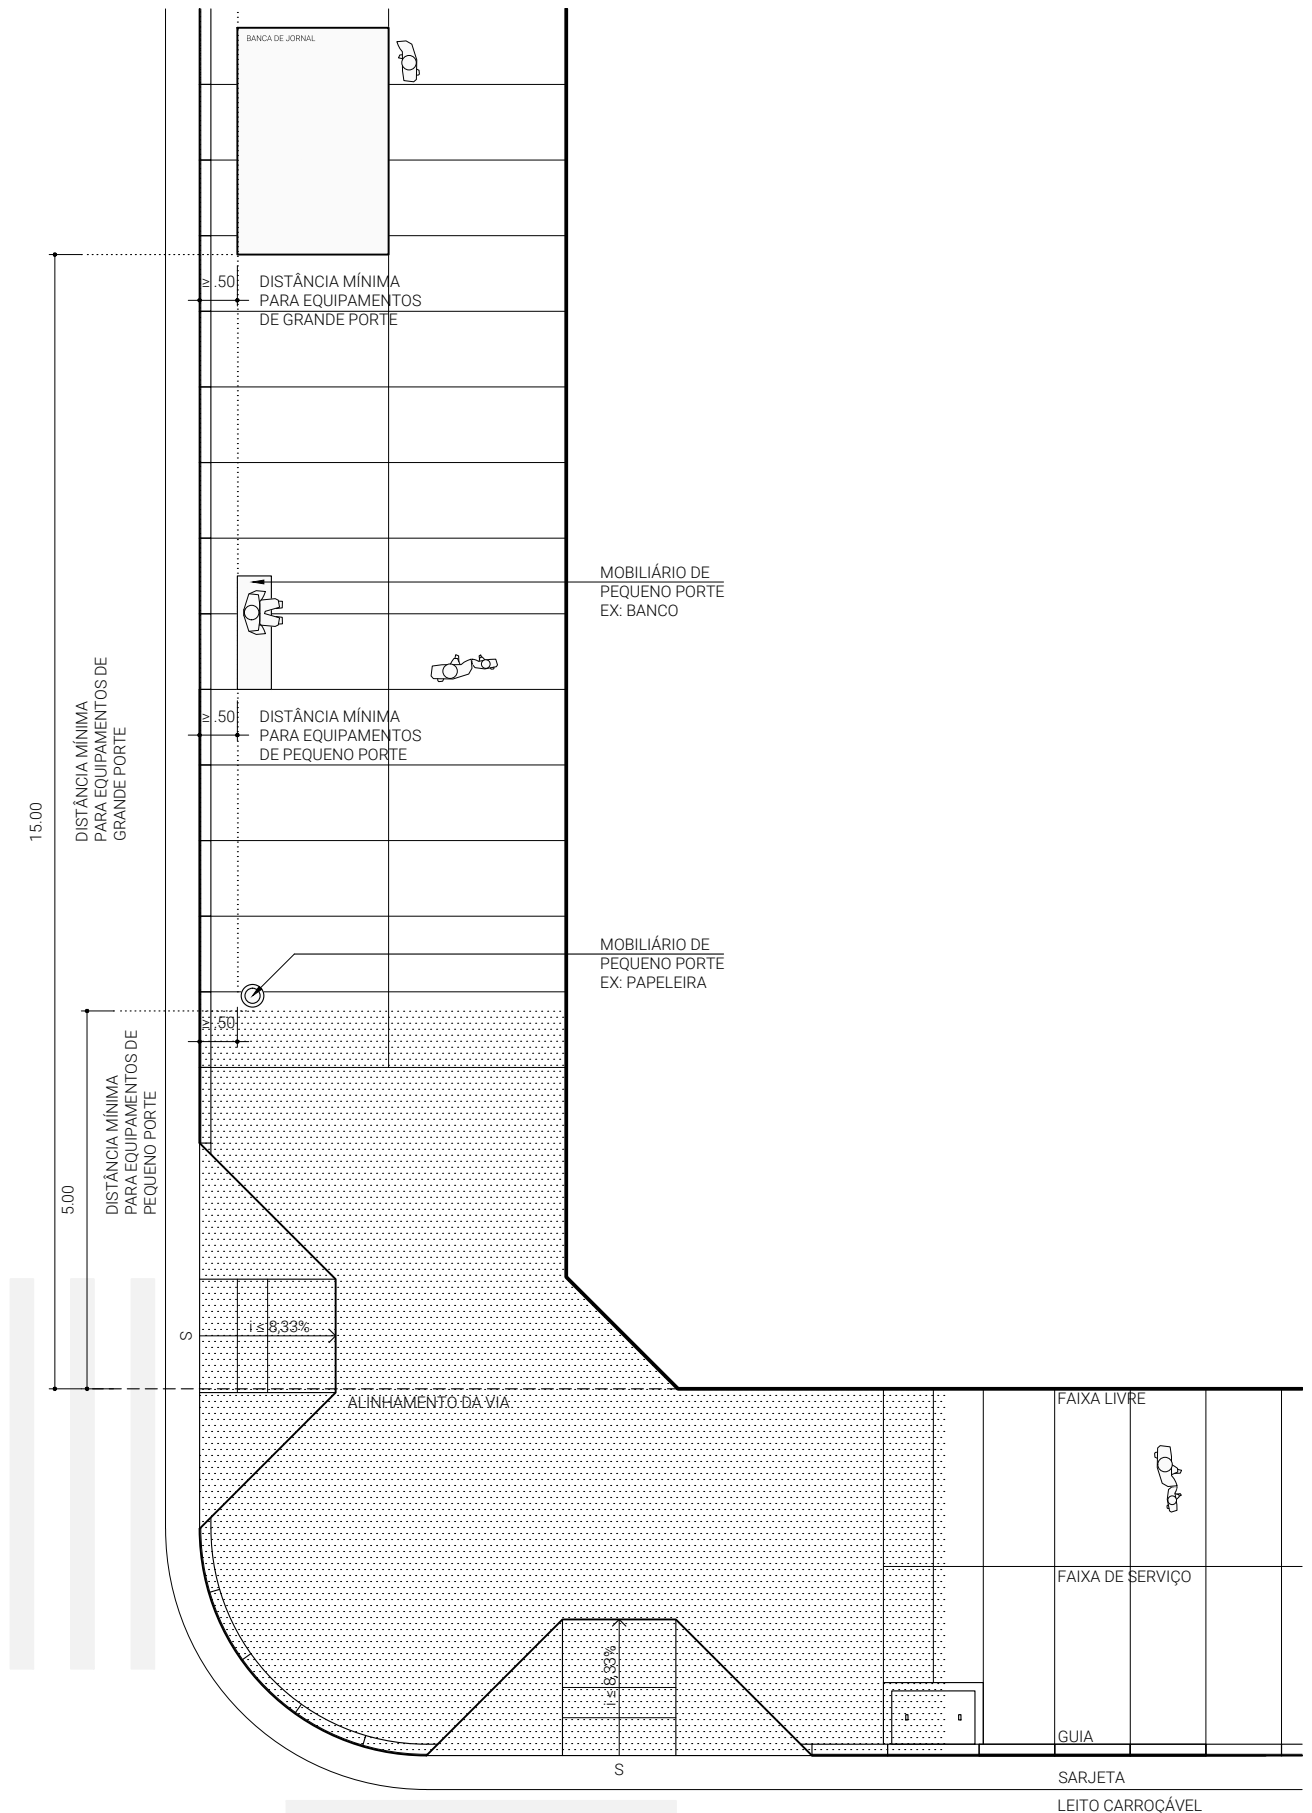 BANCA DE JORNAL
≥ .50
DISTÂNCIA MÍNIMA
PARA EQUIPAMENTOS
DE GRANDE PORTE
MOBILIÁRIO DE
PEQUENO PORTE
EX: BANCO
≥ .50
DISTÂNCIA MÍNIMA
PARA EQUIPAMENTOS
DE PEQUENO PORTE
15.00
DISTÂNCIA MÍNIMA
PARA EQUIPAMENTOS DE
GRANDE PORTE
MOBILIÁRIO DE
PEQUENO PORTE
EX: PAPELEIRA
≥ .50
5.00
DISTÂNCIA MÍNIMA
PARA EQUIPAMENTOS DE
PEQUENO PORTE
S
i ≤ 8,33%
ALINHAMENTO DA VIA
FAIXA LIVRE
FAIXA DE SERVIÇO
i ≤ 8,33%
S
GUIA
SARJETA
LEITO CARROÇÁVEL